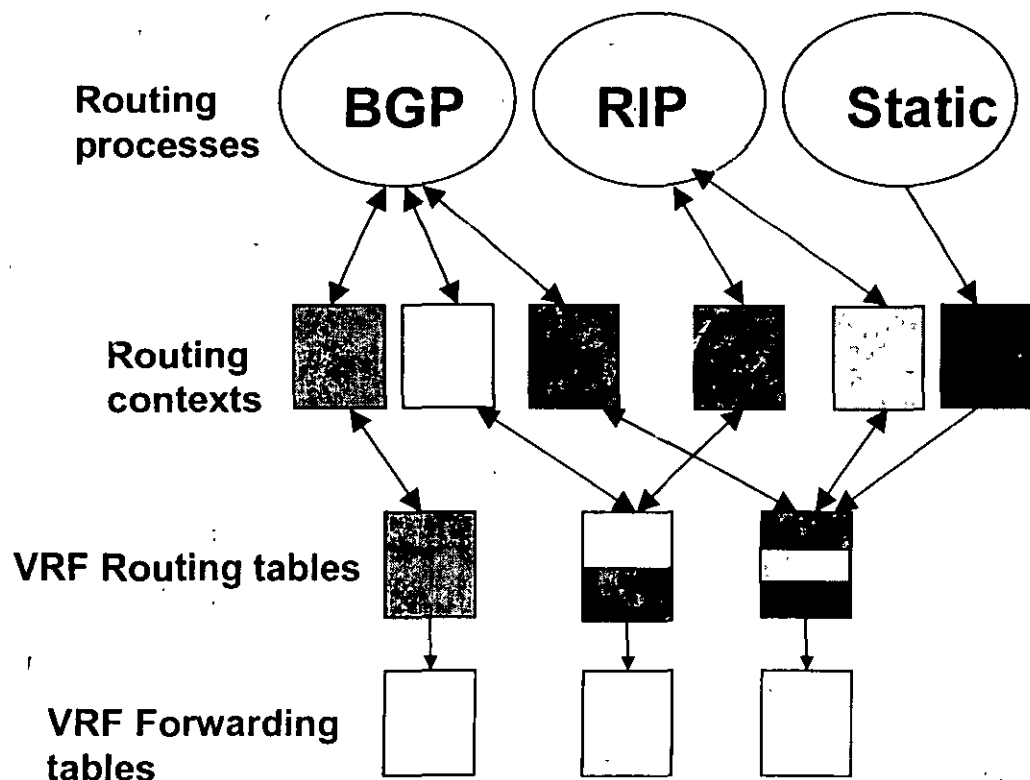 Routing
processes
BGP
RIP
Static
Routing
contexts
VRF Routing tables
VRF Forwarding
tables